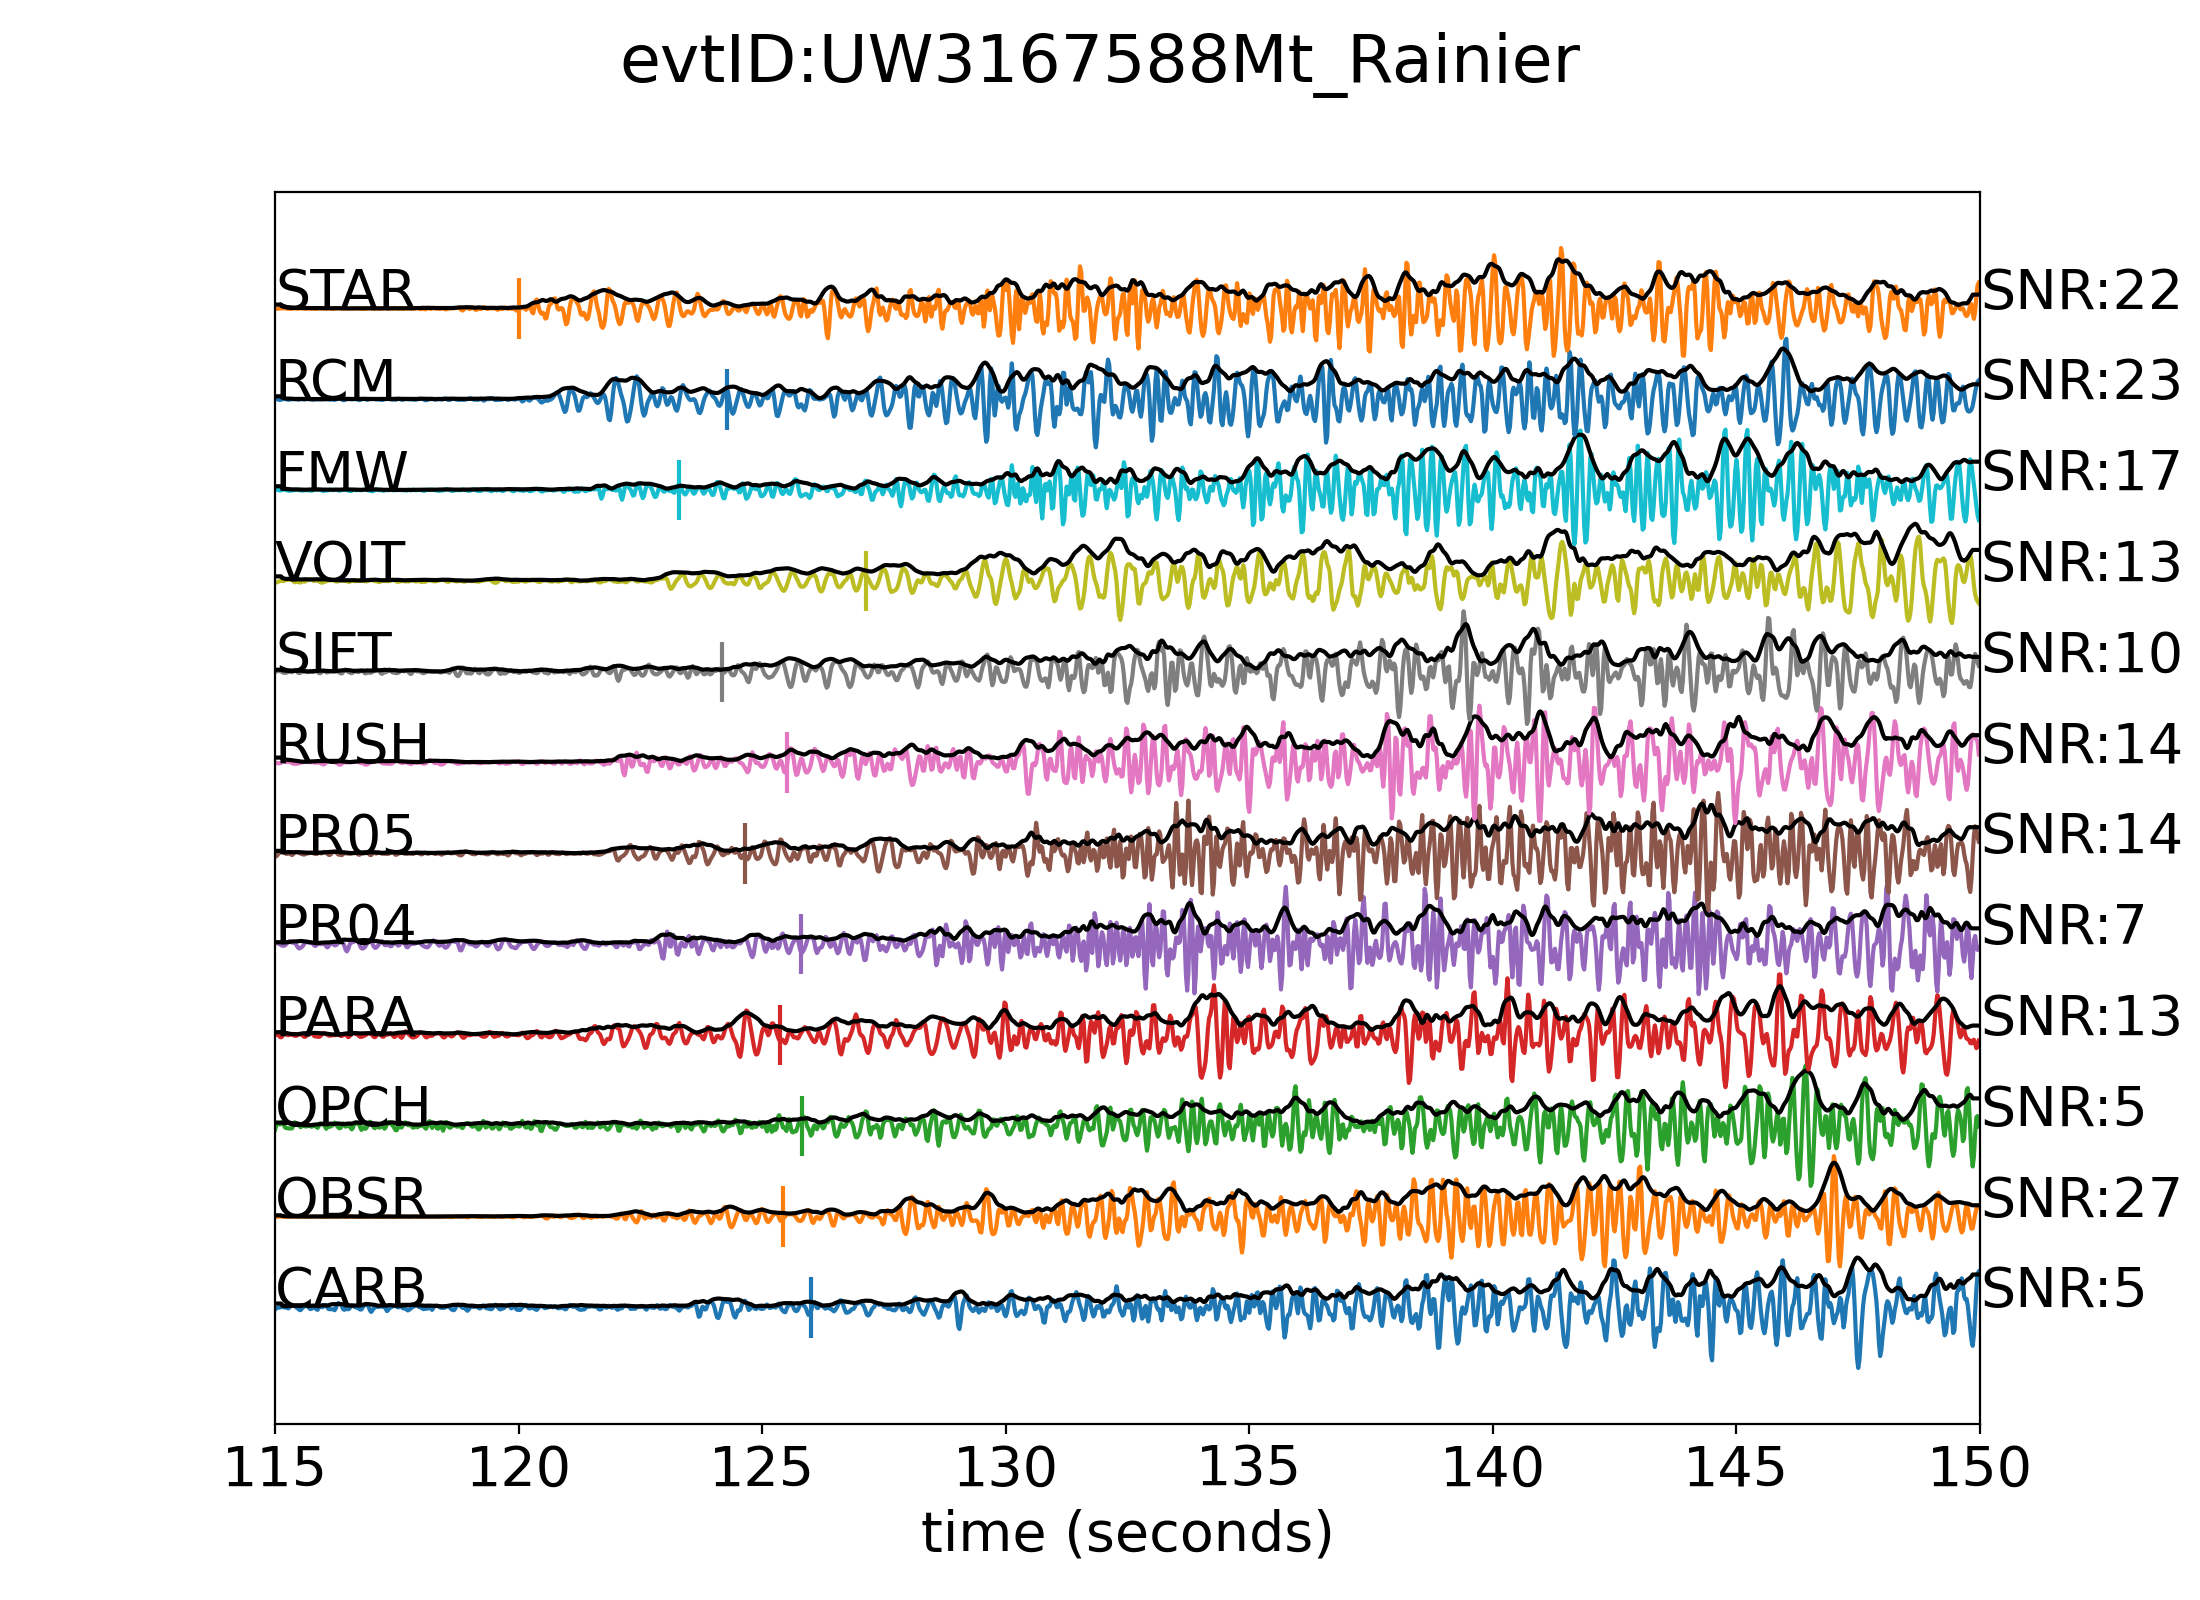 evtID:UW3167588Mt_Rainier
STAR SNR:22
RCM SNR:23
FMW SNR:17
VOIT SNR:13
SIFT SNR:10
RUSH SNR:14
PR05 SNR:14
PR04 SNR:7
PARA SNR:13
OPCH SNR:5
OBSR SNR:27
CARB SNR:5
115 120 125 130 135 140 145 150
time (seconds)